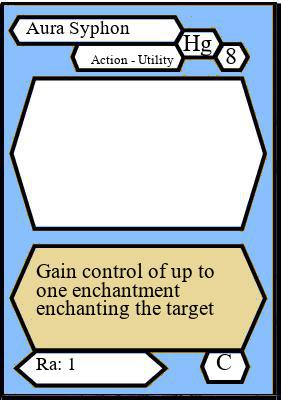 Aura Syphon
Hg
Action - Utility
8
Gain control of up to
one enchantment
enchanting the target
Ra: 1
C